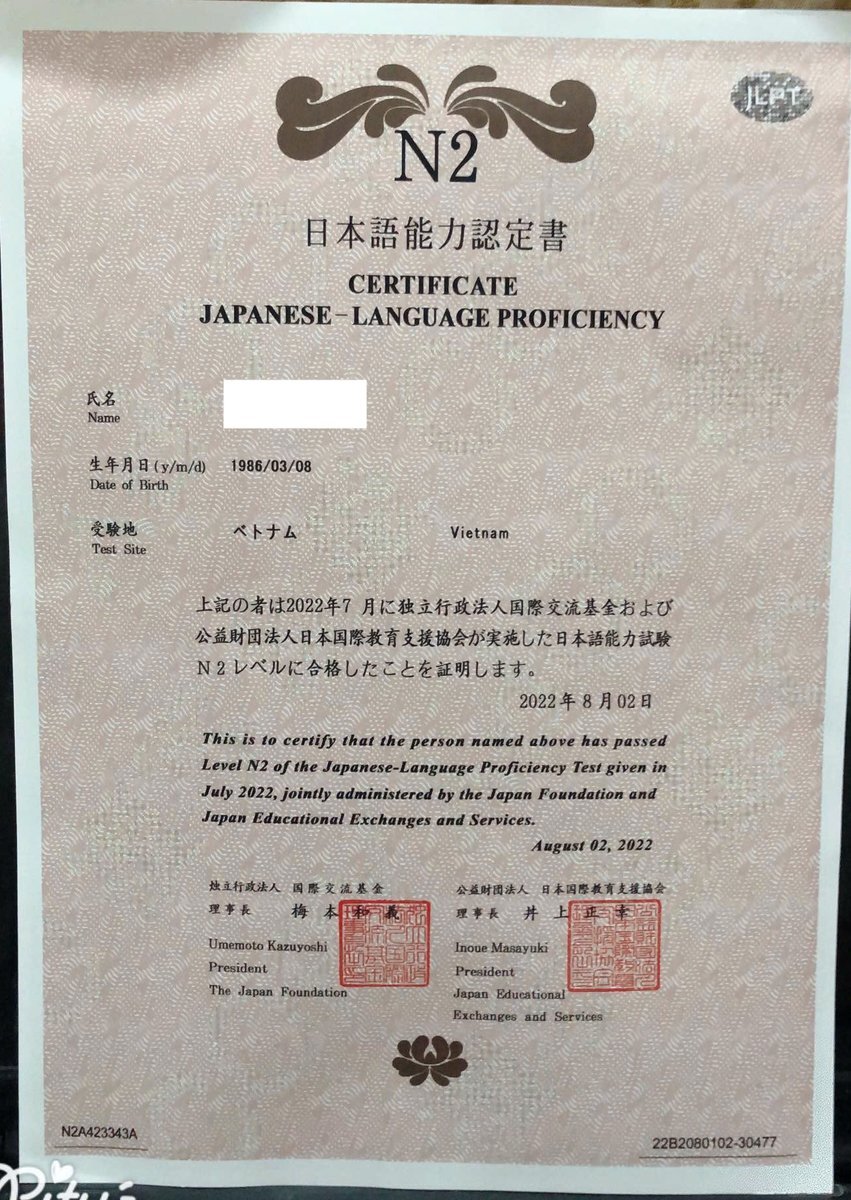 JLPT
N2
日本語能力認定書
CERTIFICATE
JAPANESE-LANGUAGE PROFICIENCY
氏名
Name
生年月日(y/m/d) 1986/03/08
Date of Birth
受験地 ベトナム Vietnam
Test Site
上記の者は2022年7月に独立行政法人国際交流基金および
公益財団法人日本国際教育支援協会が実施した日本語能力試験
N2レベルに合格したことを証明します。
2022年8月02日
This is to certify that the person named above has passed
Level N2 of the Japanese-Language Proficiency Test given in
July 2022, jointly administered by the Japan Foundation and
Japan Educational Exchanges and Services.
August 02, 2022
独立行政法人 国際交流基金
理事長 梅本和義
Umemoto Kazuyoshi
President
The Japan Foundation
公益財団法人 日本国際教育支援協会
理事長 井上正幸
Inoue Masayuki
President
Japan Educational
Exchanges and Services
N2A423343A
22B2080102-30477